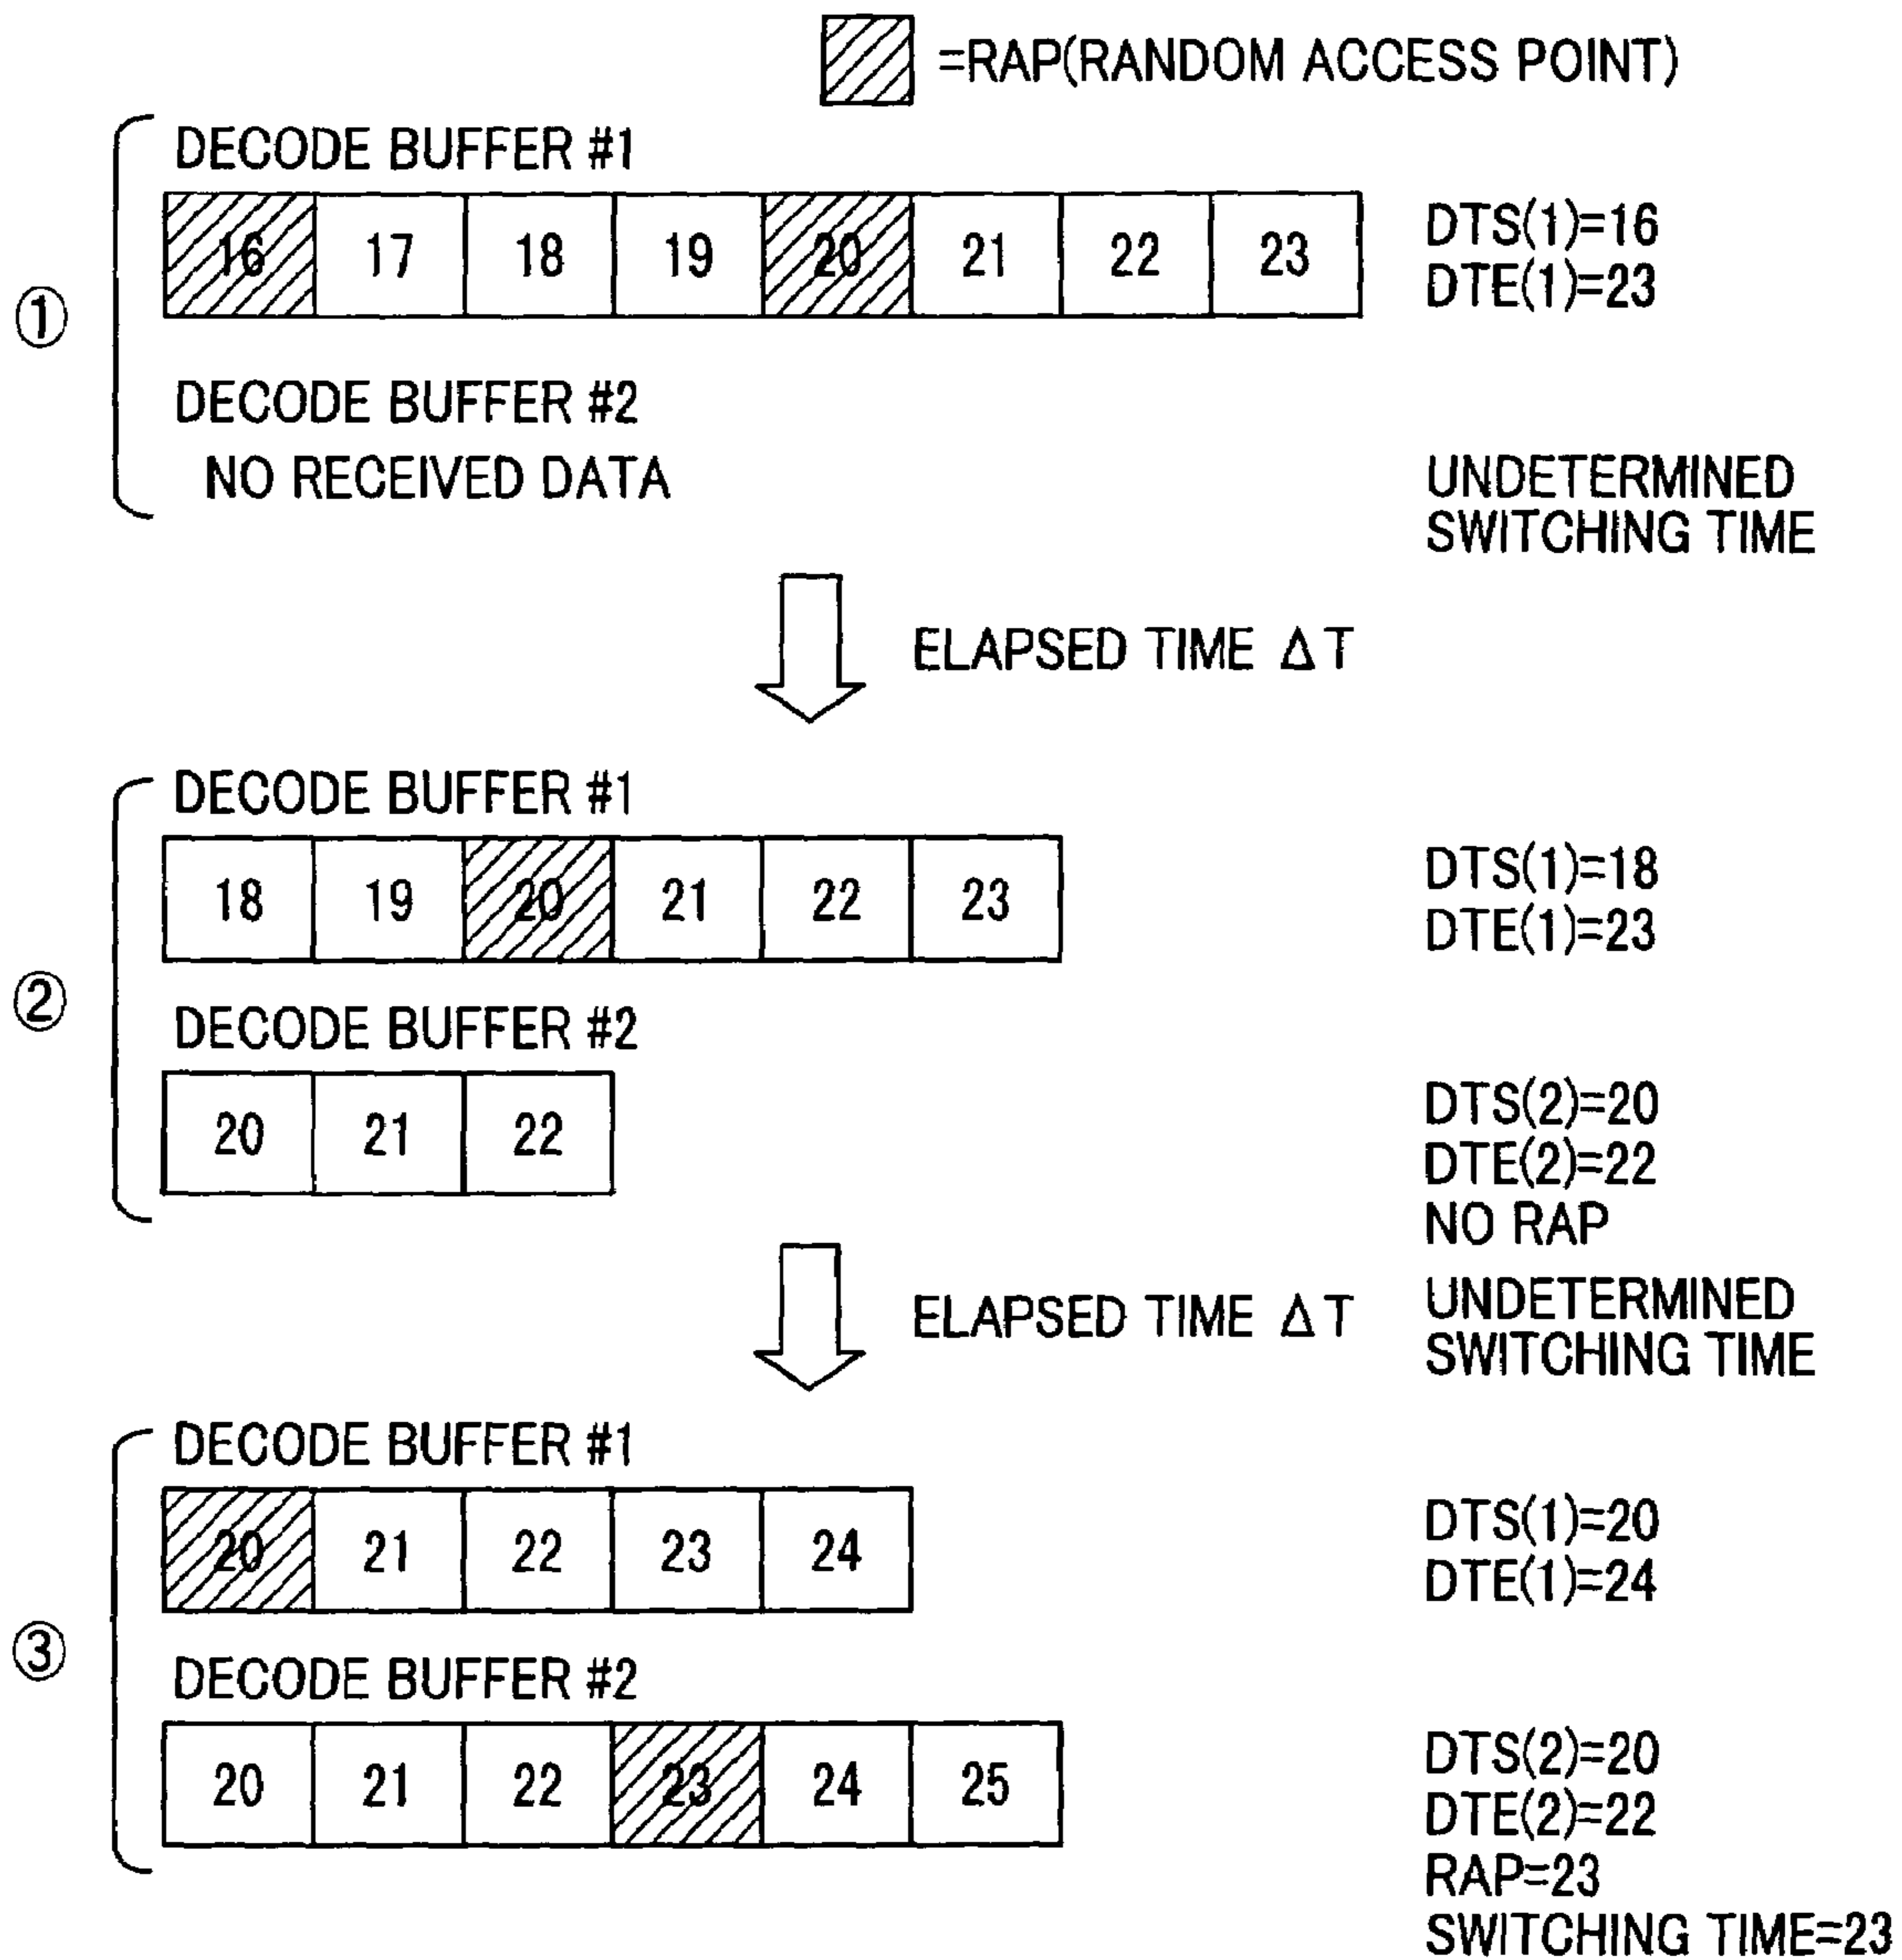 =RAP(RANDOM ACCESS POINT)
①
DECODE BUFFER #1
16 17 18 19 20 21 22 23
DTS(1)=16
DTE(1)=23
DECODE BUFFER #2
NO RECEIVED DATA
UNDETERMINED
SWITCHING TIME
ELAPSED TIME ΔT
②
DECODE BUFFER #1
18 19 20 21 22 23
DTS(1)=18
DTE(1)=23
DECODE BUFFER #2
20 21 22
DTS(2)=20
DTE(2)=22
NO RAP
UNDETERMINED
SWITCHING TIME
ELAPSED TIME ΔT
③
DECODE BUFFER #1
20 21 22 23 24
DTS(1)=20
DTE(1)=24
DECODE BUFFER #2
20 21 22 23 24 25
DTS(2)=20
DTE(2)=22
RAP=23
SWITCHING TIME=23